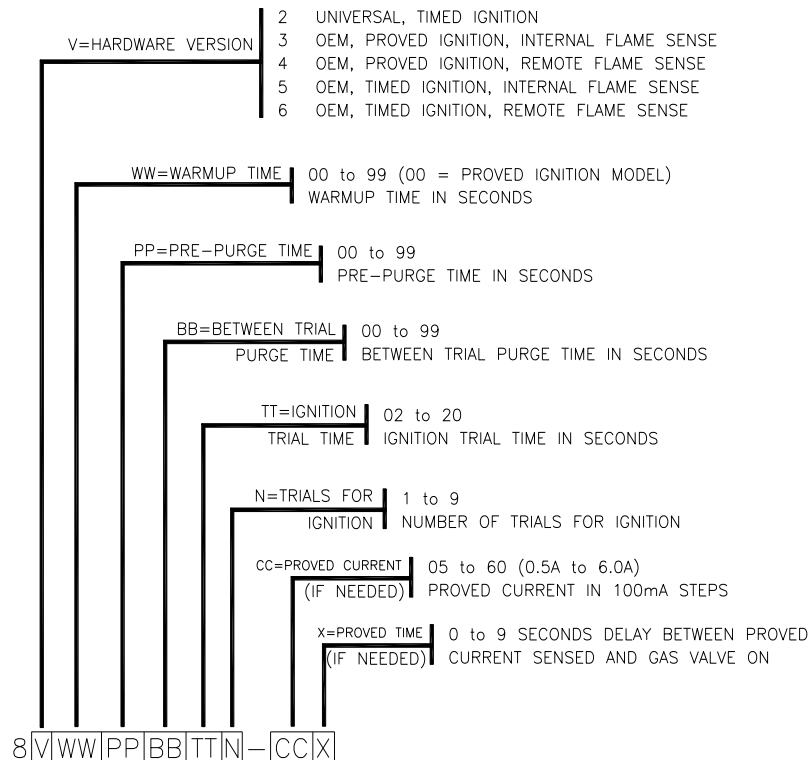 V=HARDWARE VERSION
2 UNIVERSAL, TIMED IGNITION
3 OEM, PROVED IGNITION, INTERNAL FLAME SENSE
4 OEM, PROVED IGNITION, REMOTE FLAME SENSE
5 OEM, TIMED IGNITION, INTERNAL FLAME SENSE
6 OEM, TIMED IGNITION, REMOTE FLAME SENSE
WW=WARMUP TIME
00 to 99 (00 = PROVED IGNITION MODEL)
WARMUP TIME IN SECONDS
PP=PRE-PURGE TIME
00 to 99
PRE-PURGE TIME IN SECONDS
BB=BETWEEN TRIAL
PURGE TIME
00 to 99
BETWEEN TRIAL PURGE TIME IN SECONDS
TT=IGNITION
TRIAL TIME
02 to 20
IGNITION TRIAL TIME IN SECONDS
N=TRIALS FOR
IGNITION
1 to 9
NUMBER OF TRIALS FOR IGNITION
CC=PROVED CURRENT
(IF NEEDED)
05 to 60 (0.5A to 6.0A)
PROVED CURRENT IN 100mA STEPS
X=PROVED TIME
(IF NEEDED)
0 to 9 SECONDS DELAY BETWEEN PROVED
CURRENT SENSED AND GAS VALVE ON
8VWWPPBBTTN-CCX